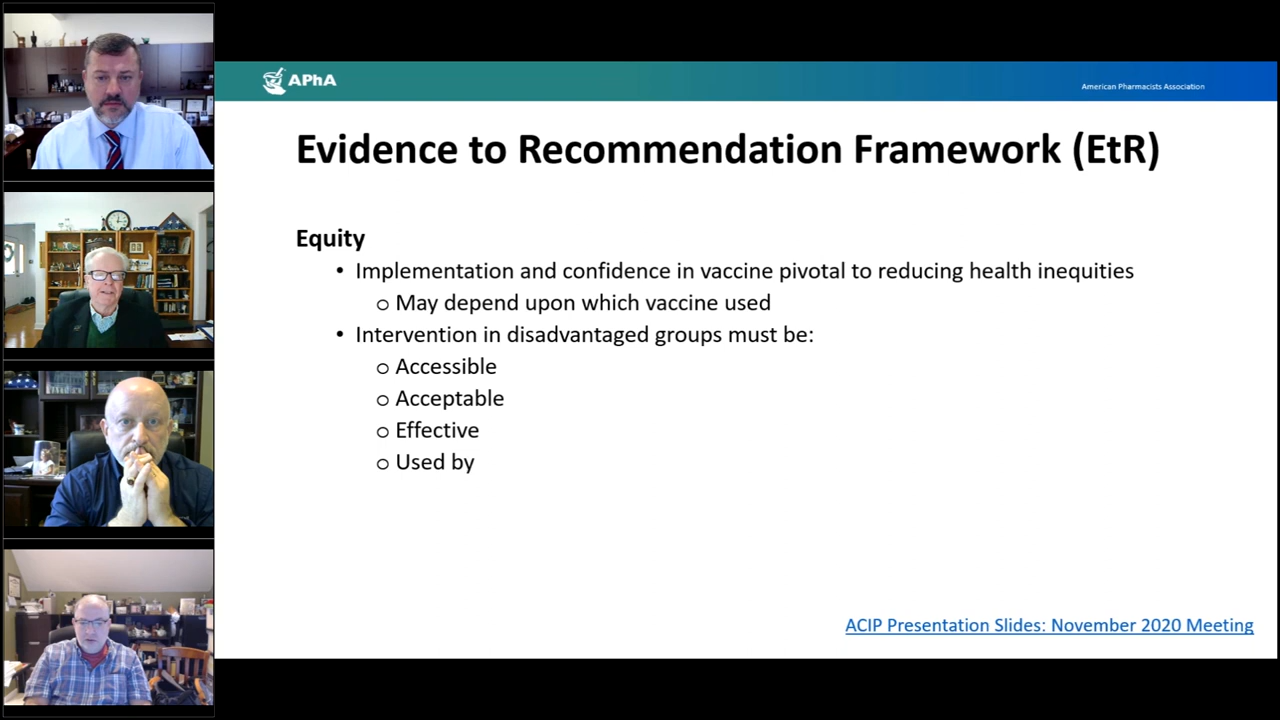 APhA
American Pharmacists Association
Evidence to Recommendation Framework (EtR)
Equity
• Implementation and confidence in vaccine pivotal to reducing health inequities
o May depend upon which vaccine used
• Intervention in disadvantaged groups must be:
o Accessible
o Acceptable
o Effective
o Used by
ACIP Presentation Slides: November 2020 Meeting